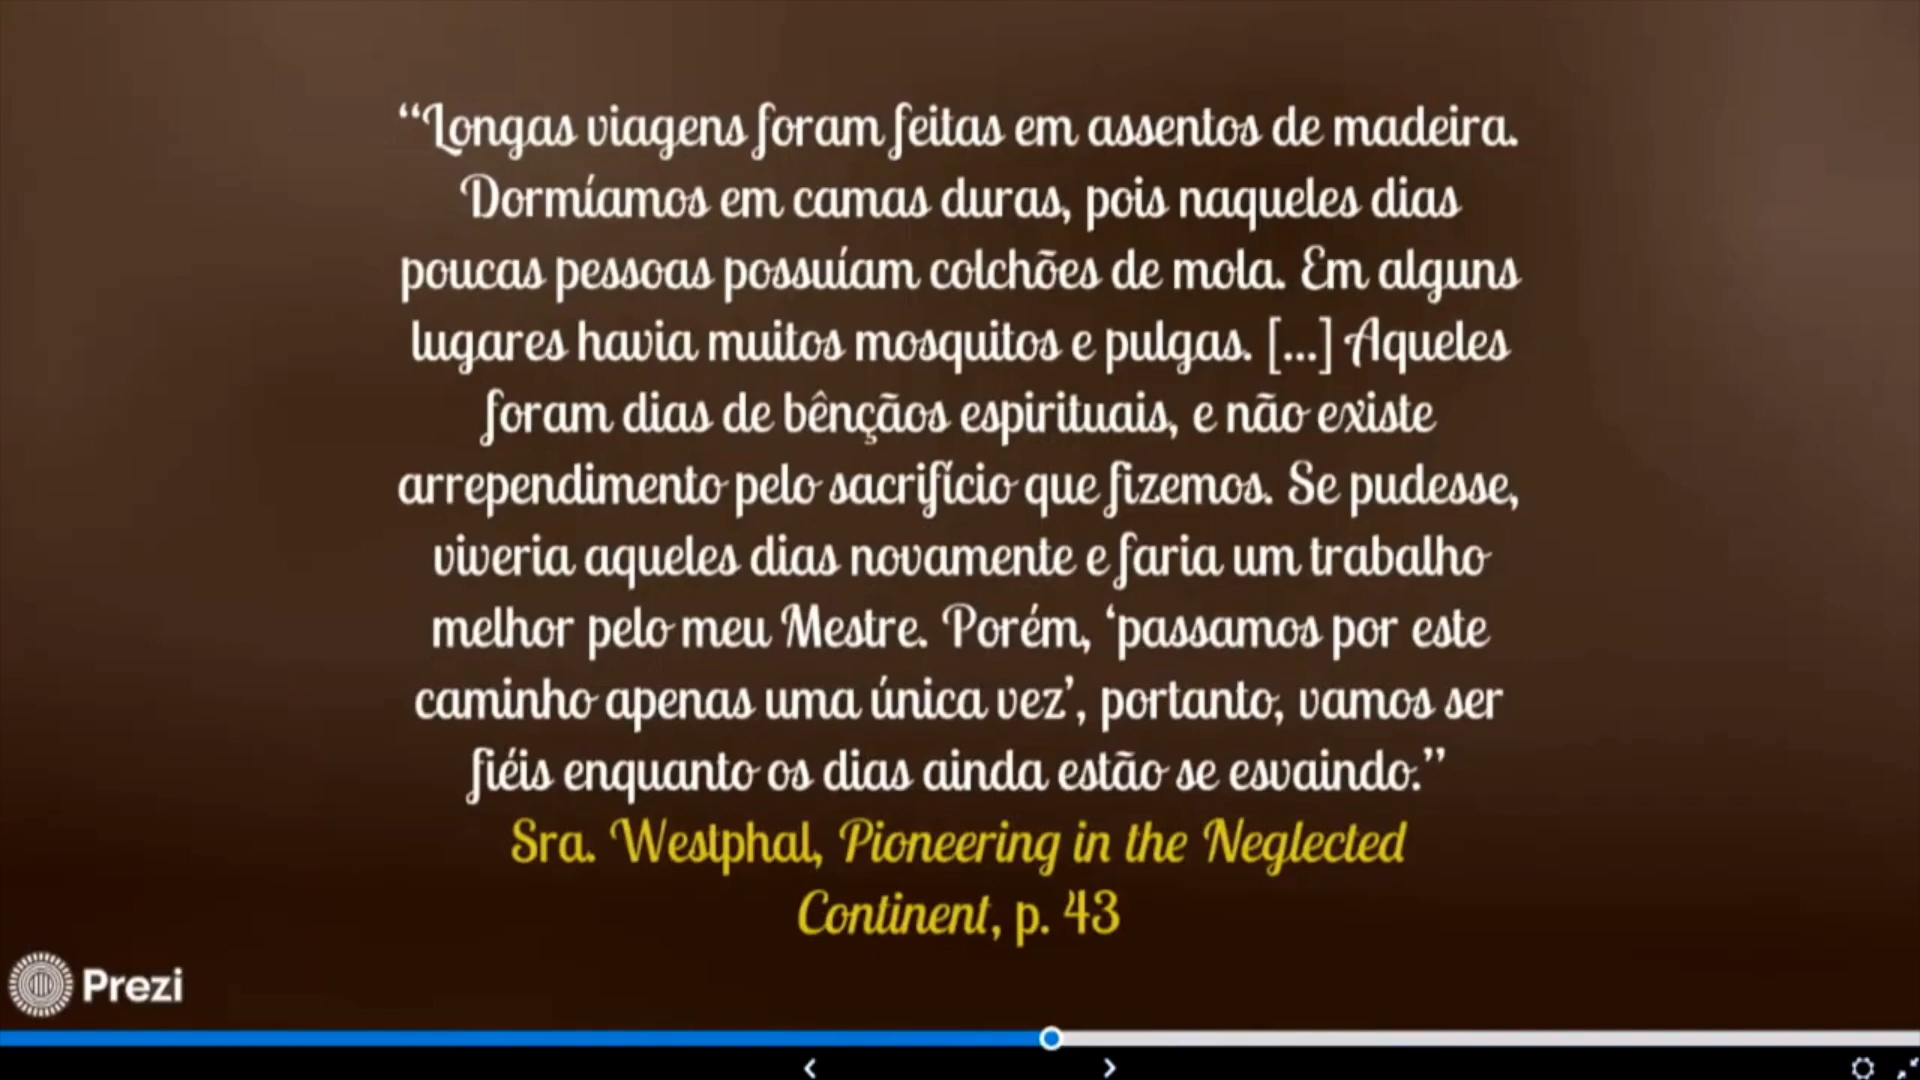 “Longas viagens foram feitas em assentos de madeira.
Dormíamos em camas duras, pois naqueles dias
poucas pessoas possuíam colchões de mola. Em alguns
lugares havia muitos mosquitos e pulgas. [...] Aqueles
foram dias de bênçãos espirituais, e não existe
arrependimento pelo sacrifício que fizemos. Se pudesse,
viveria aqueles dias novamente e faria um trabalho
melhor pelo meu Mestre. Porém, ‘passamos por este
caminho apenas uma única vez’, portanto, vamos ser
fiéis enquanto os dias ainda estão se esvaindo.”
Sra. Westphal, Pioneering in the Neglected
Continent, p. 43
Prezi